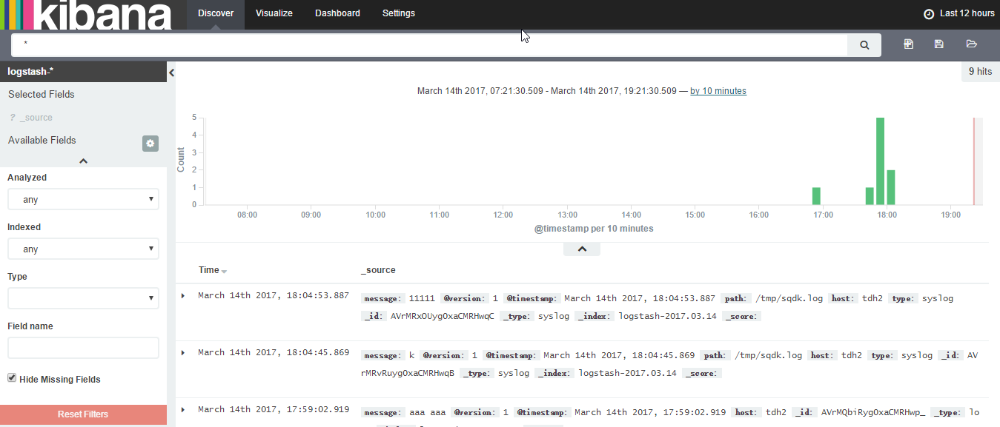 kibana Discover Visualize Dashboard Settings Last 12 hours
*
logstash-*
9 hits
Selected Fields
? _source
Available Fields
Analyzed
any
Indexed
any
Type
Field name
Hide Missing Fields
Reset Filters
March 14th 2017, 07:21:30.509 - March 14th 2017, 19:21:30.509 — by 10 minutes
Count
5
4
3
2
1
0
08:00 09:00 10:00 11:00 12:00 13:00 14:00 15:00 16:00 17:00 18:00 19:00
@timestamp per 10 minutes
Time _source
March 14th 2017, 18:04:53.887 message: 11111 @version: 1 @timestamp: March 14th 2017, 18:04:53.887 path: /tmp/sqdk.log host: tdh2 type: syslog
_id: AVrMRxOUygOxaCMRHwqC _type: syslog _index: logstash-2017.03.14 _score:
March 14th 2017, 18:04:45.869 message: k @version: 1 @timestamp: March 14th 2017, 18:04:45.869 path: /tmp/sqdk.log host: tdh2 type: syslog _id: AV
rMRvRuygOxaCMRHwqB _type: syslog _index: logstash-2017.03.14 _score:
March 14th 2017, 17:59:02.919 message: aaa aaa @version: 1 @timestamp: March 14th 2017, 17:59:02.919 host: tdh2 _id: AVrMQbiRygOxaCMRHwp_ _type: lo